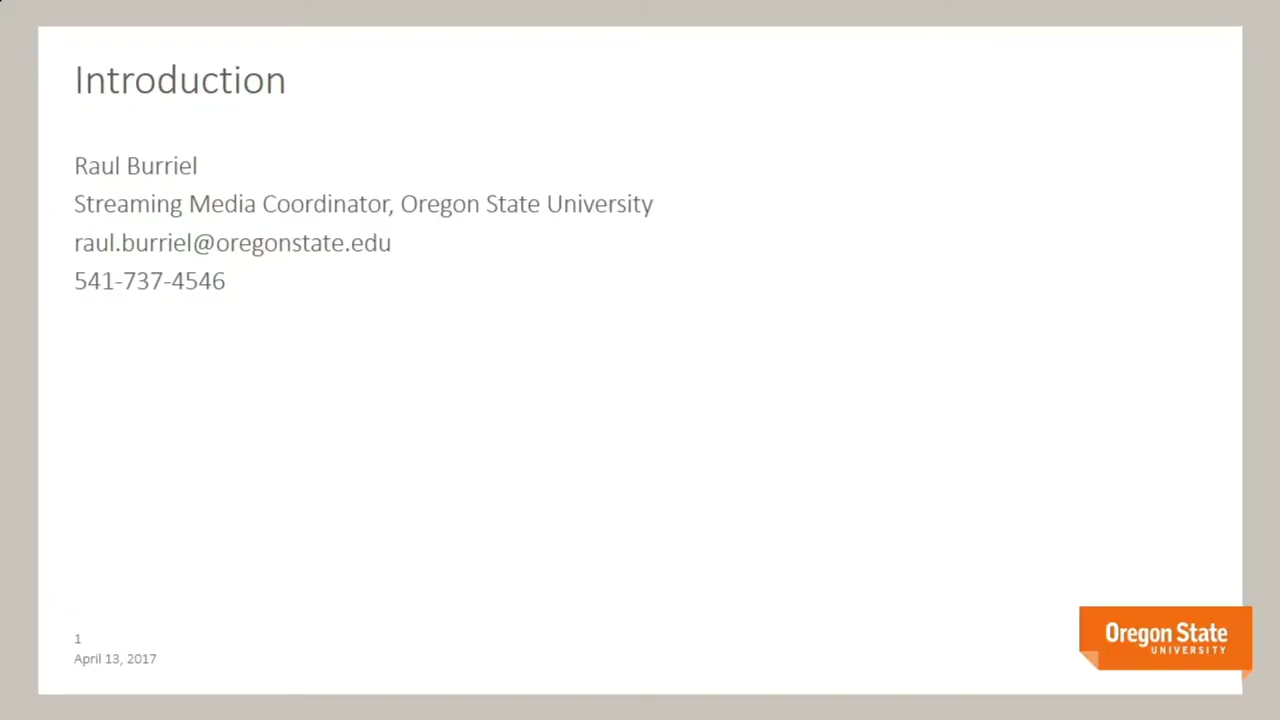 Introduction
Raul Burriel
Streaming Media Coordinator, Oregon State University
raul.burriel@oregonstate.edu
541-737-4546
1
April 13, 2017
Oregon State
UNIVERSITY